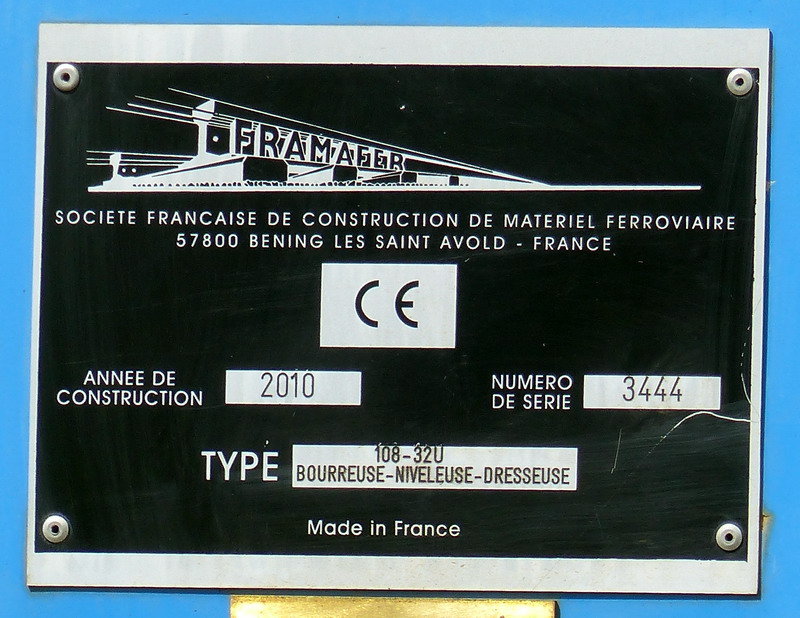 FRAMAFER
SOCIETE FRANCAISE DE CONSTRUCTION DE MATERIEL FERROVIAIRE
57800 BENING LES SAINT AVOLD - FRANCE
CE
ANNEE DE
CONSTRUCTION
2010
NUMERO
DE SERIE
3444
TYPE
108-32U
BOURREUSE-NIVELEUSE-DRESSEUSE
Made in France